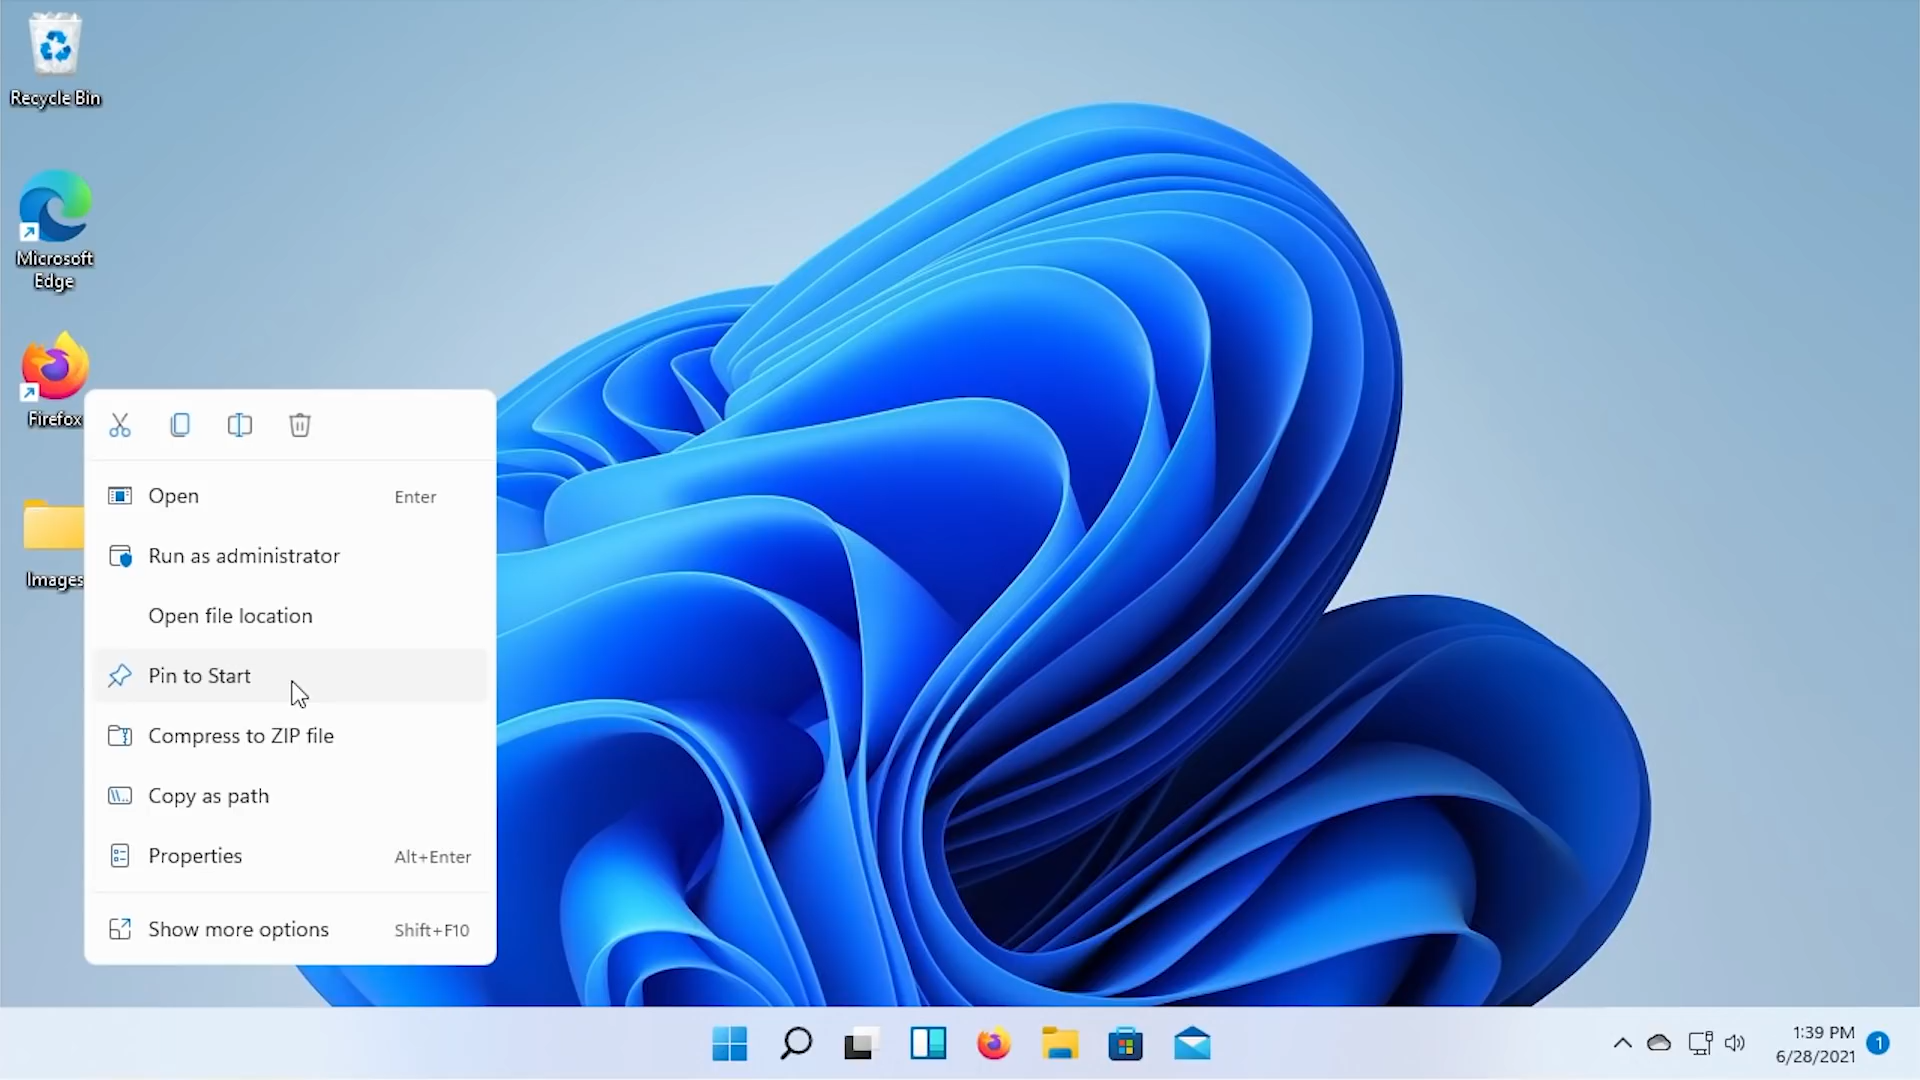 Recycle Bin
Microsoft
Edge
Firefox
Images
Open Enter
Run as administrator
Open file location
Pin to Start
Compress to ZIP file
Copy as path
Properties Alt+Enter
Show more options Shift+F10
1:39 PM
6/28/2021
1